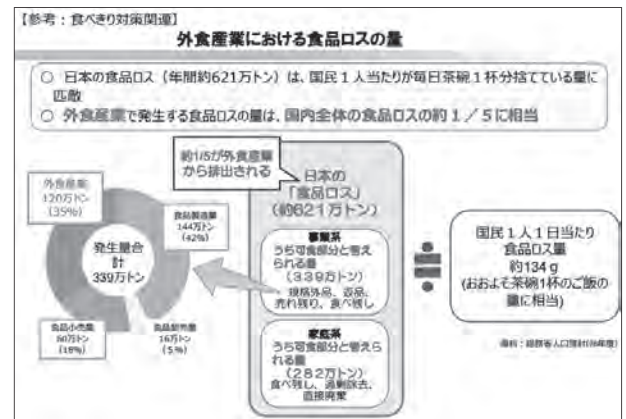 【参考：食べきり対策関連】
外食産業における食品ロスの量
○ 日本の食品ロス（年間約621万トン）は、国民１人当たりが毎日茶碗１杯分捨てている量に
匹敵
○ 外食産業で発生する食品ロスの量は、国内全体の食品ロスの約１／５に相当
約1/5が外食産業
から排出される
外食産業
120万トン
(35%)
食品製造業
144万トン
(42%)
発生量合
計
339万トン
食品小売業
60万トン
(18%)
食品卸売業
16万トン
(5%)
日本の
「食品ロス」
（約621万トン）
事業系
うち可食部分と考え
られる量
（339万トン）
規格外品、返品、
売れ残り、食べ残し
家庭系
うち可食部分と考えら
れる量
（282万トン）
食べ残し、過剰除去、
直接廃棄
国民１人１日当たり
食品ロス量
約134ｇ
(おおよそ茶碗1杯のご飯の
量に相当)
資料：総務省人口推計(26年度)